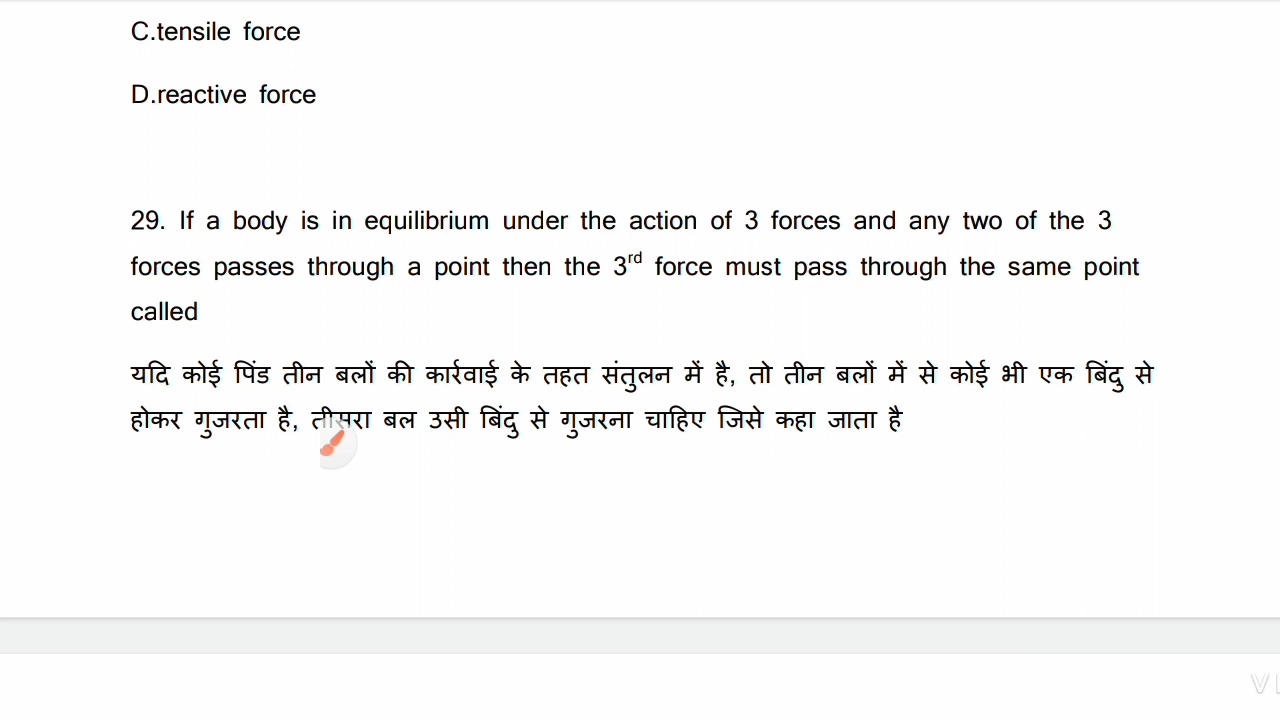 C.tensile force
D.reactive force
29. If a body is in equilibrium under the action of 3 forces and any two of the 3
forces passes through a point then the 3rd force must pass through the same point
called
यदि कोई पिंड तीन बलों की कार्रवाई के तहत संतुलन में है, तो तीन बलों में से कोई भी एक बिंदु से
होकर गुजरता है, तीसरा बल उसी बिंदु से गुजरना चाहिए जिसे कहा जाता है